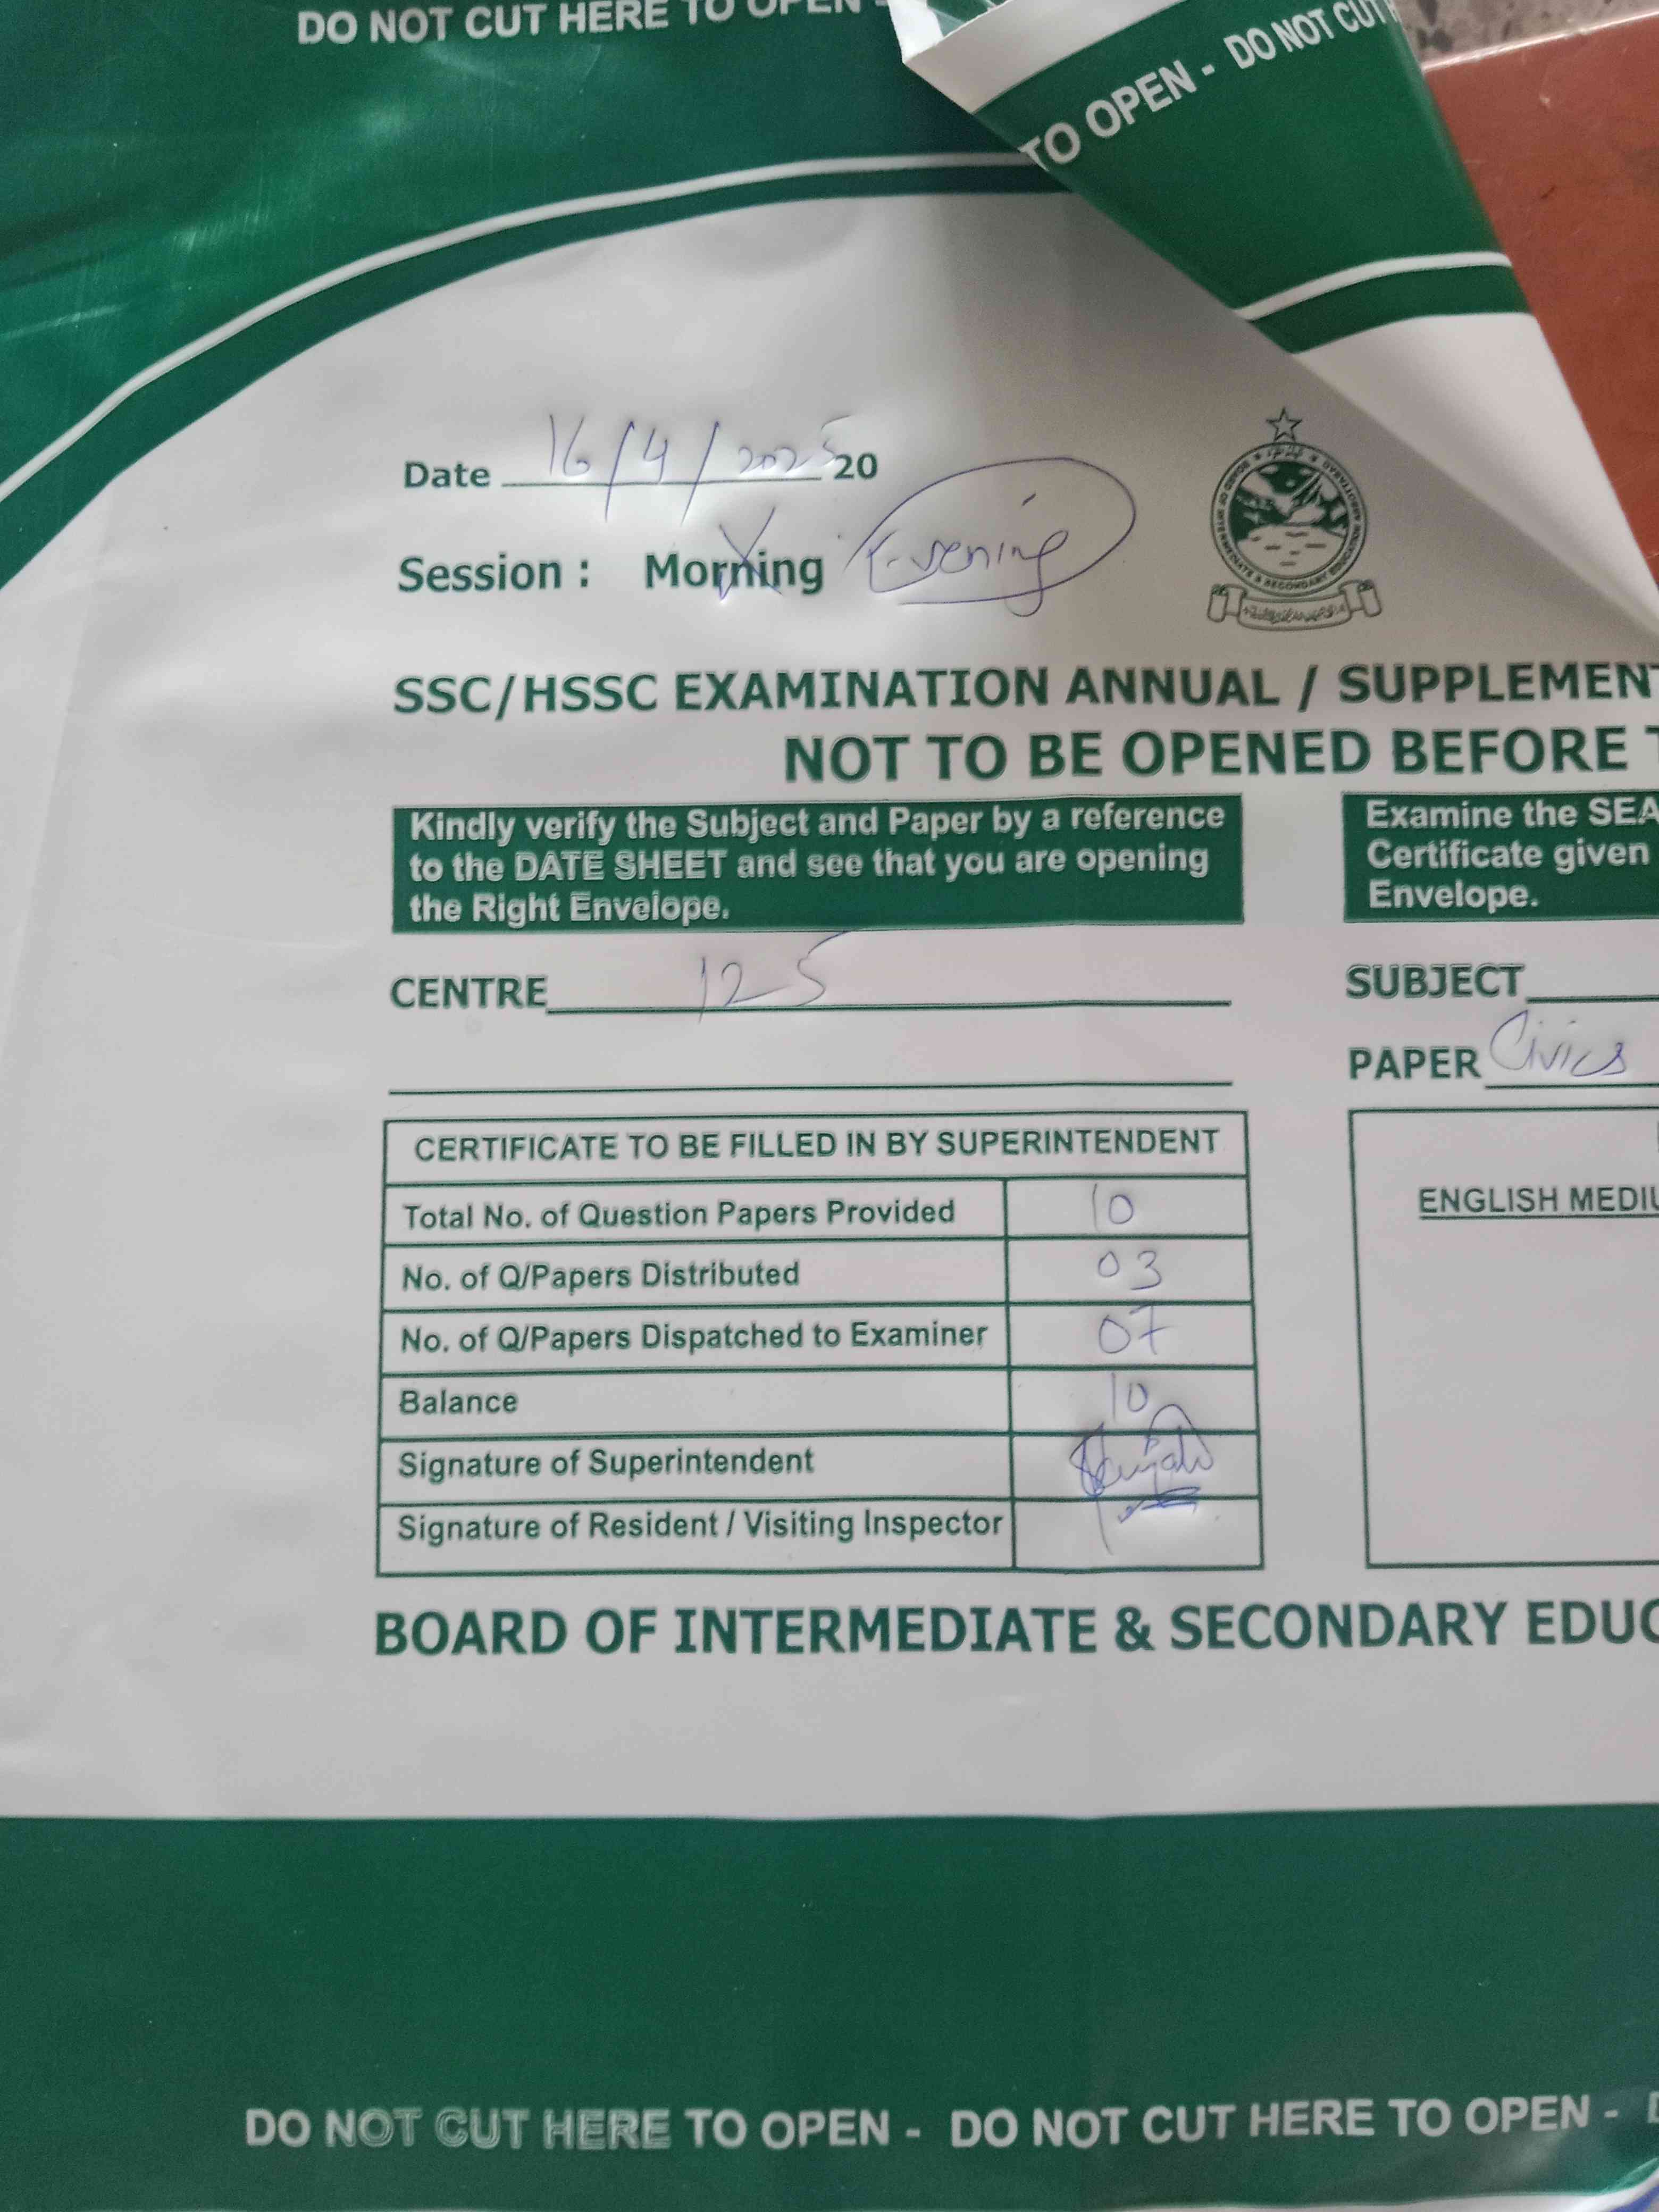 DO NOT CUT HERE TO OPEN -
TO OPEN - DO NOT CUT
Date 16/4/2025 20
Session : Morning Evening
SSC/HSSC EXAMINATION ANNUAL / SUPPLEMENT
NOT TO BE OPENED BEFORE
Kindly verify the Subject and Paper by a reference
to the DATE SHEET and see that you are opening
the Right Envelope.
Examine the SEA
Certificate given
Envelope.
CENTRE 125
SUBJECT
PAPER Civics
CERTIFICATE TO BE FILLED IN BY SUPERINTENDENT
Total No. of Question Papers Provided 10
No. of Q/Papers Distributed 03
No. of Q/Papers Dispatched to Examiner 07
Balance 10
Signature of Superintendent
Signature of Resident / Visiting Inspector
ENGLISH MEDIU
BOARD OF INTERMEDIATE & SECONDARY EDUC
DO NOT CUT HERE TO OPEN - DO NOT CUT HERE TO OPEN -